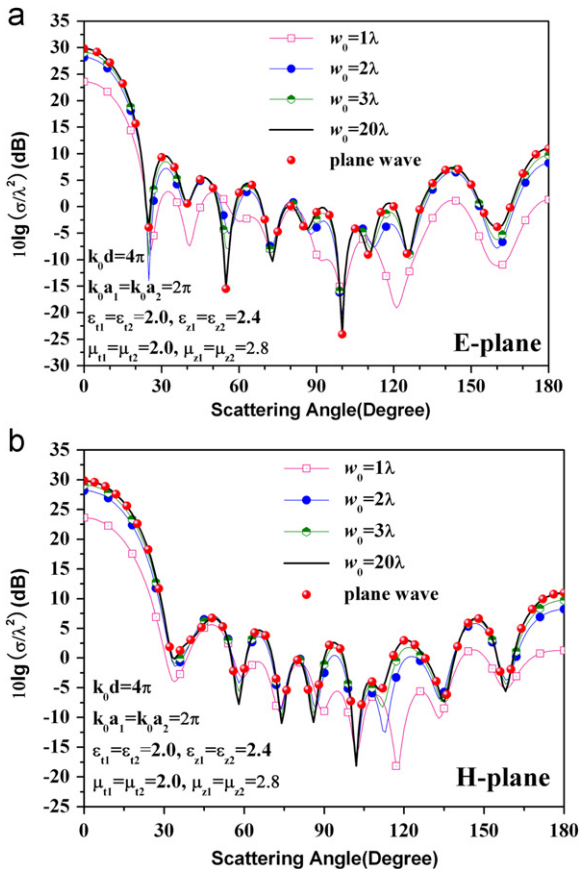 a
35
30
25
20
15
10
5
0
-5
-10
-15
-20
-25
-30
10lg (σ/λ²) (dB)
w₀=1λ
w₀=2λ
w₀=3λ
w₀=20λ
plane wave
k₀d=4π
k₀a₁=k₀a₂=2π
εt1=εt2=2.0, εz1=εz2=2.4
μt1=μt2=2.0, μz1=μz2=2.8
E-plane
0 30 60 90 120 150 180
Scattering Angle(Degree)
b
35
30
25
20
15
10
5
0
-5
-10
-15
-20
-25
10lg (σ/λ²) (dB)
w₀=1λ
w₀=2λ
w₀=3λ
w₀=20λ
plane wave
k₀d=4π
k₀a₁=k₀a₂=2π
εt1=εt2=2.0, εz1=εz2=2.4
μt1=μt2=2.0, μz1=μz2=2.8
H-plane
0 30 60 90 120 150 180
Scattering Angle(Degree)